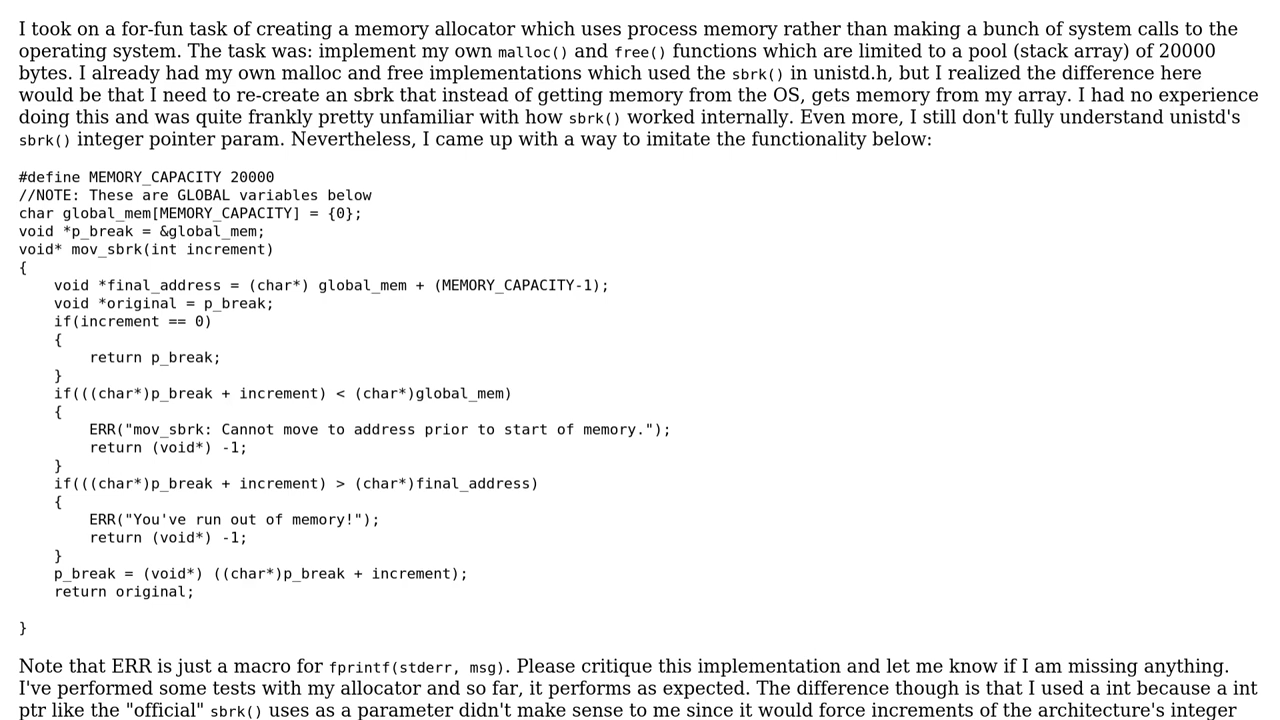 I took on a for-fun task of creating a memory allocator which uses process memory rather than making a bunch of system calls to the
operating system. The task was: implement my own malloc() and free() functions which are limited to a pool (stack array) of 20000
bytes. I already had my own malloc and free implementations which used the sbrk() in unistd.h, but I realized the difference here
would be that I need to re-create an sbrk that instead of getting memory from the OS, gets memory from my array. I had no experience
doing this and was quite frankly pretty unfamiliar with how sbrk() worked internally. Even more, I still don't fully understand unistd's
sbrk() integer pointer param. Nevertheless, I came up with a way to imitate the functionality below:
#define MEMORY_CAPACITY 20000
//NOTE: These are GLOBAL variables below
char global_mem[MEMORY_CAPACITY] = {0};
void *p_break = &global_mem;
void* mov_sbrk(int increment)
{
    void *final_address = (char*) global_mem + (MEMORY_CAPACITY-1);
    void *original = p_break;
    if(increment == 0)
    {
        return p_break;
    }
    if(((char*)p_break + increment) < (char*)global_mem)
    {
        ERR("mov_sbrk: Cannot move to address prior to start of memory.");
        return (void*) -1;
    }
    if(((char*)p_break + increment) > (char*)final_address)
    {
        ERR("You've run out of memory!");
        return (void*) -1;
    }
    p_break = (void*) ((char*)p_break + increment);
    return original;
}
Note that ERR is just a macro for fprintf(stderr, msg). Please critique this implementation and let me know if I am missing anything.
I've performed some tests with my allocator and so far, it performs as expected. The difference though is that I used a int because a int
ptr like the "official" sbrk() uses as a parameter didn't make sense to me since it would force increments of the architecture's integer